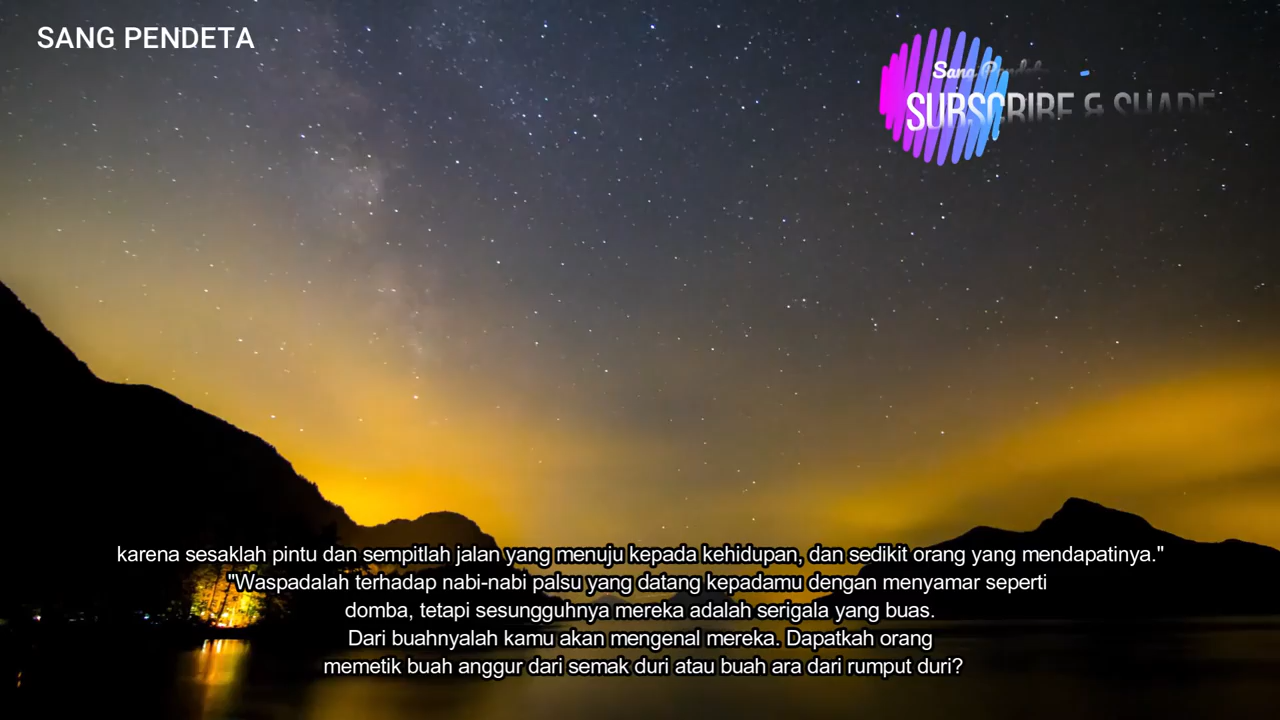 SANG PENDETA
Sang
SUBSCRIBE & SHARE
karena sesaklah pintu dan sempitlah jalan yang menuju kepada kehidupan, dan sedikit orang yang mendapatinya."
"Waspadalah terhadap nabi-nabi palsu yang datang kepadamu dengan menyamar seperti
domba, tetapi sesungguhnya mereka adalah serigala yang buas.
Dari buahnyalah kamu akan mengenal mereka. Dapatkah orang
memetik buah anggur dari semak duri atau buah ara dari rumput duri?